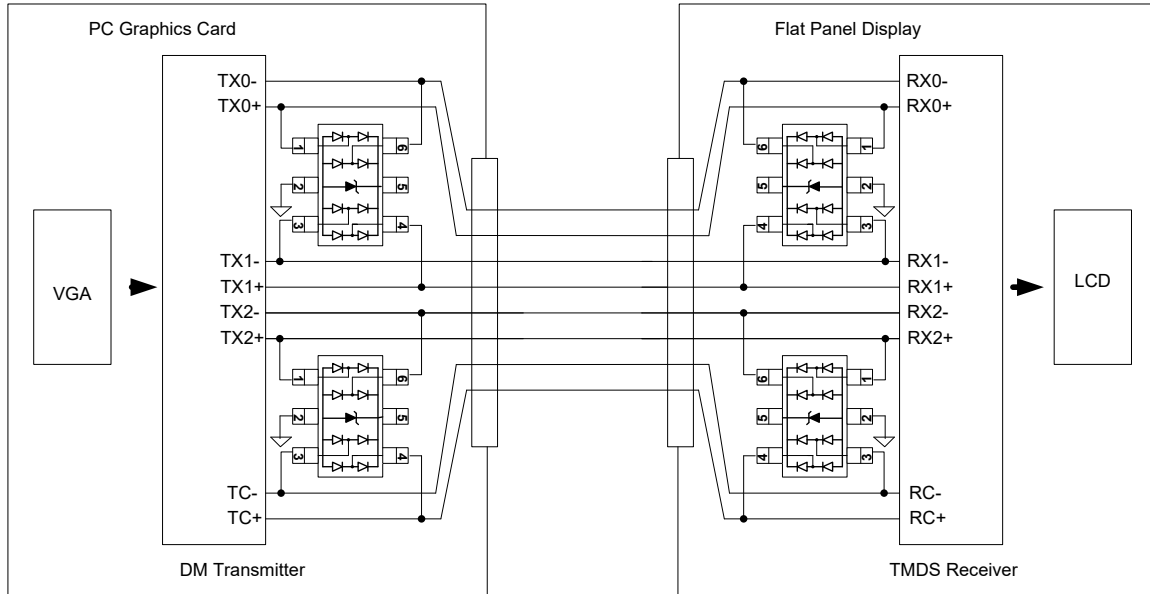 PC Graphics Card
Flat Panel Display
TX0-
RX0-
TX0+
RX0+
1
6
6
1
2
5
5
2
3
4
4
3
TX1-
RX1-
VGA
TX1+
RX1+
LCD
TX2-
RX2-
TX2+
RX2+
1
6
6
1
2
5
5
2
3
4
4
3
TC-
RC-
TC+
RC+
DM Transmitter
TMDS Receiver